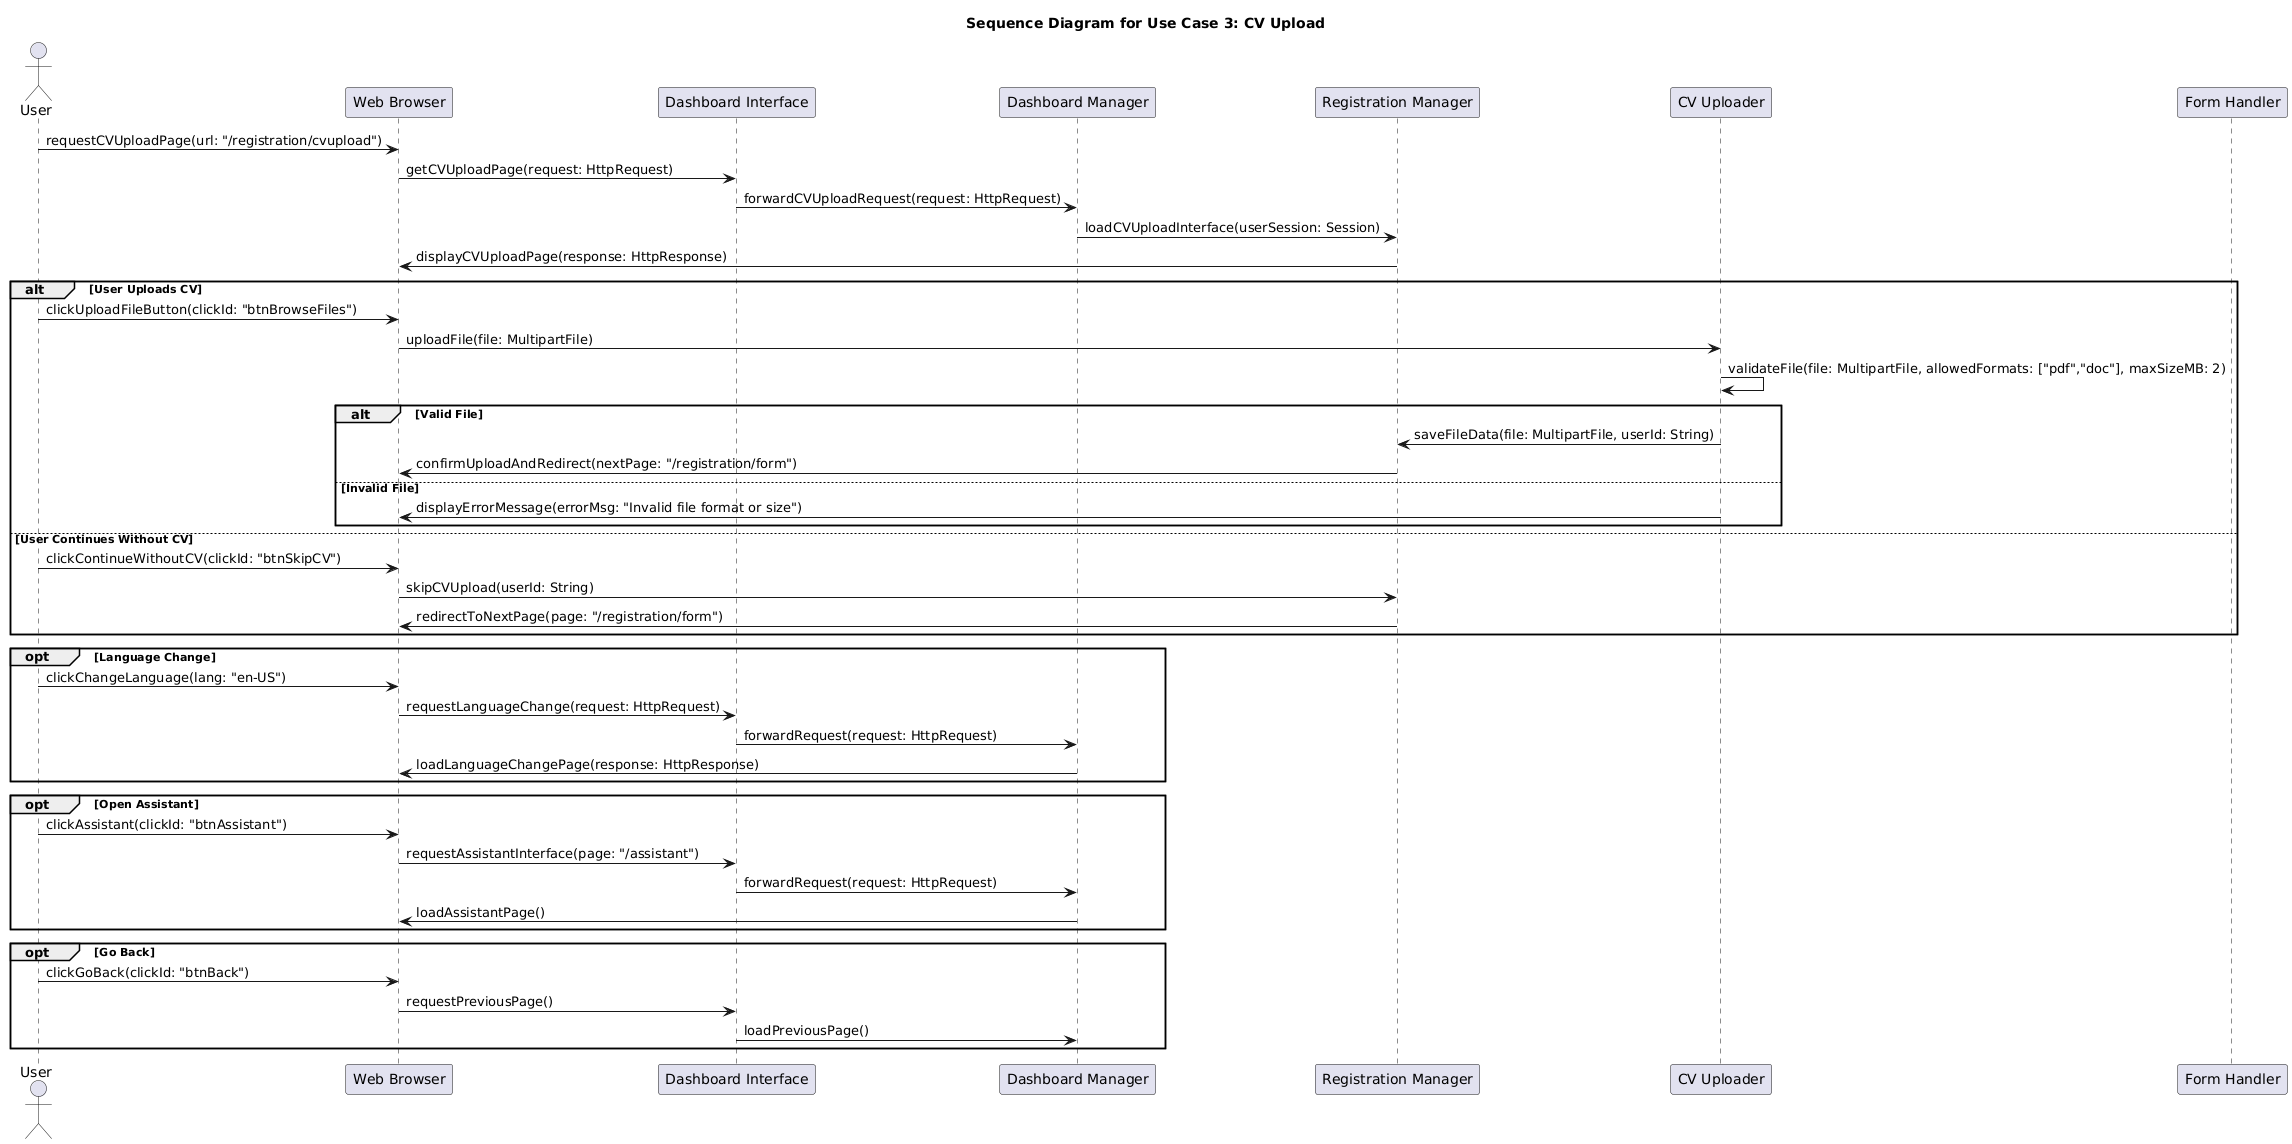 Sequence Diagram for Use Case 3: CV Upload
User
Web Browser
Dashboard Interface
Dashboard Manager
Registration Manager
CV Uploader
Form Handler
requestCVUploadPage(url: "/registration/cvupload")
getCVUploadPage(request: HttpRequest)
forwardCVUploadRequest(request: HttpRequest)
loadCVUploadInterface(userSession: Session)
displayCVUploadPage(response: HttpResponse)
alt [User Uploads CV]
clickUploadFileButton(clickId: "btnBrowseFiles")
uploadFile(file: MultipartFile)
validateFile(file: MultipartFile, allowedFormats: ["pdf","doc"], maxSizeMB: 2)
alt [Valid File]
saveFileData(file: MultipartFile, userId: String)
confirmUploadAndRedirect(nextPage: "/registration/form")
[Invalid File]
displayErrorMessage(errorMsg: "Invalid file format or size")
[User Continues Without CV]
clickContinueWithoutCV(clickId: "btnSkipCV")
skipCVUpload(userId: String)
redirectToNextPage(page: "/registration/form")
opt [Language Change]
clickChangeLanguage(lang: "en-US")
requestLanguageChange(request: HttpRequest)
forwardRequest(request: HttpRequest)
loadLanguageChangePage(response: HttpResponse)
opt [Open Assistant]
clickAssistant(clickId: "btnAssistant")
requestAssistantInterface(page: "/assistant")
forwardRequest(request: HttpRequest)
loadAssistantPage()
opt [Go Back]
clickGoBack(clickId: "btnBack")
requestPreviousPage()
loadPreviousPage()
User
Web Browser
Dashboard Interface
Dashboard Manager
Registration Manager
CV Uploader
Form Handler